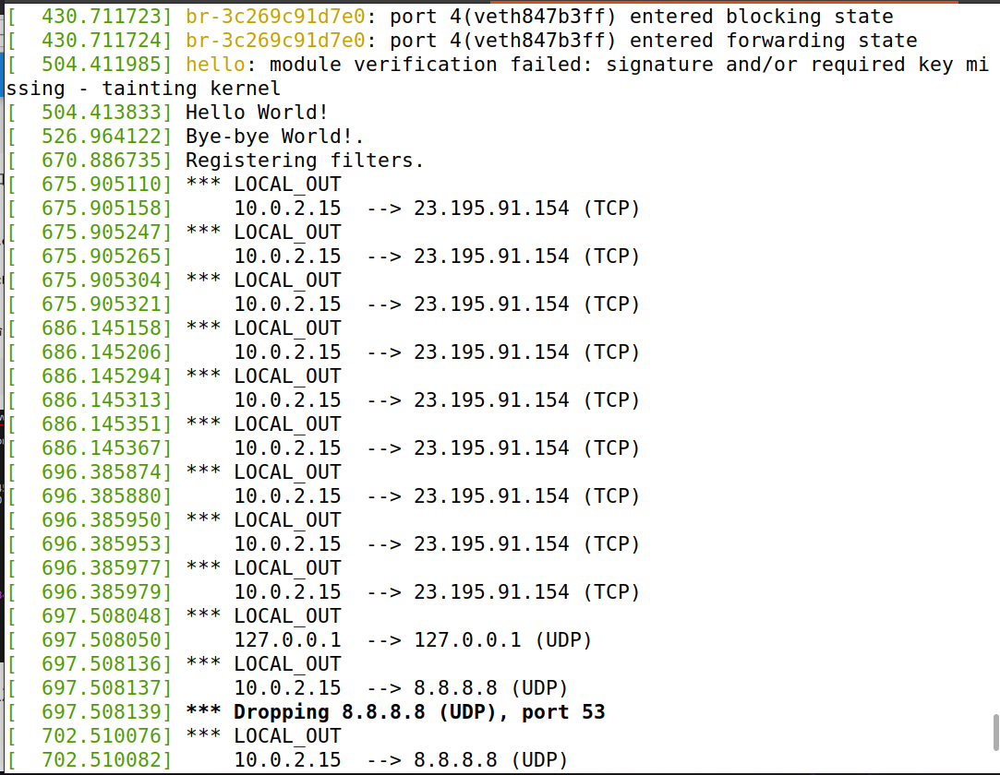 [  430.711723] br-3c269c91d7e0: port 4(veth847b3ff) entered blocking state
[  430.711724] br-3c269c91d7e0: port 4(veth847b3ff) entered forwarding state
[  504.411985] hello: module verification failed: signature and/or required key mi
ssing - tainting kernel
[  504.413833] Hello World!
[  526.964122] Bye-bye World!.
[  670.886735] Registering filters.
[  675.905110] *** LOCAL_OUT
[  675.905158]     10.0.2.15  --> 23.195.91.154 (TCP)
[  675.905247] *** LOCAL_OUT
[  675.905265]     10.0.2.15  --> 23.195.91.154 (TCP)
[  675.905304] *** LOCAL_OUT
[  675.905321]     10.0.2.15  --> 23.195.91.154 (TCP)
[  686.145158] *** LOCAL_OUT
[  686.145206]     10.0.2.15  --> 23.195.91.154 (TCP)
[  686.145294] *** LOCAL_OUT
[  686.145313]     10.0.2.15  --> 23.195.91.154 (TCP)
[  686.145351] *** LOCAL_OUT
[  686.145367]     10.0.2.15  --> 23.195.91.154 (TCP)
[  696.385874] *** LOCAL_OUT
[  696.385880]     10.0.2.15  --> 23.195.91.154 (TCP)
[  696.385950] *** LOCAL_OUT
[  696.385953]     10.0.2.15  --> 23.195.91.154 (TCP)
[  696.385977] *** LOCAL_OUT
[  696.385979]     10.0.2.15  --> 23.195.91.154 (TCP)
[  697.508048] *** LOCAL_OUT
[  697.508050]     127.0.0.1  --> 127.0.0.1 (UDP)
[  697.508136] *** LOCAL_OUT
[  697.508137]     10.0.2.15  --> 8.8.8.8 (UDP)
[  697.508139] *** Dropping 8.8.8.8 (UDP), port 53
[  702.510076] *** LOCAL_OUT
[  702.510082]     10.0.2.15  --> 8.8.8.8 (UDP)